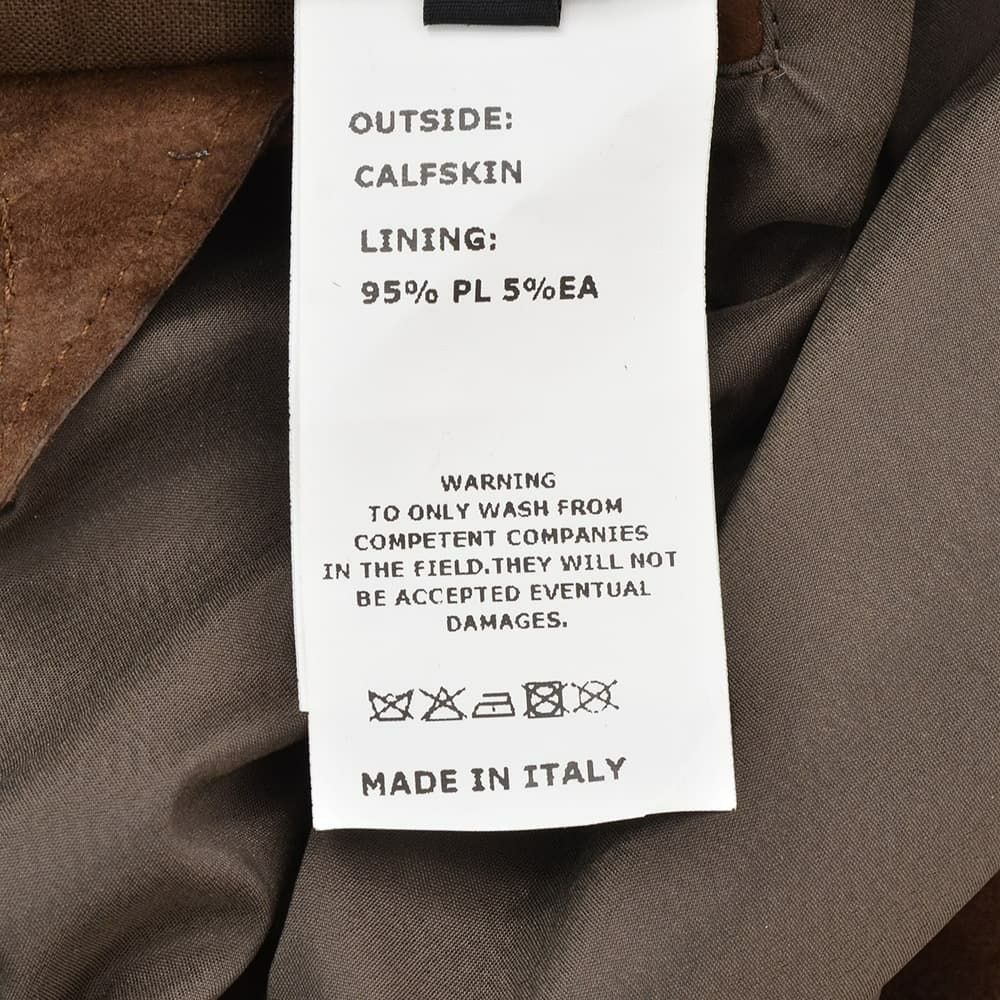 OUTSIDE:
CALFSKIN
LINING:
95% PL 5%EA
WARNING
TO ONLY WASH FROM
COMPETENT COMPANIES
IN THE FIELD.THEY WILL NOT
BE ACCEPTED EVENTUAL
DAMAGES.
MADE IN ITALY